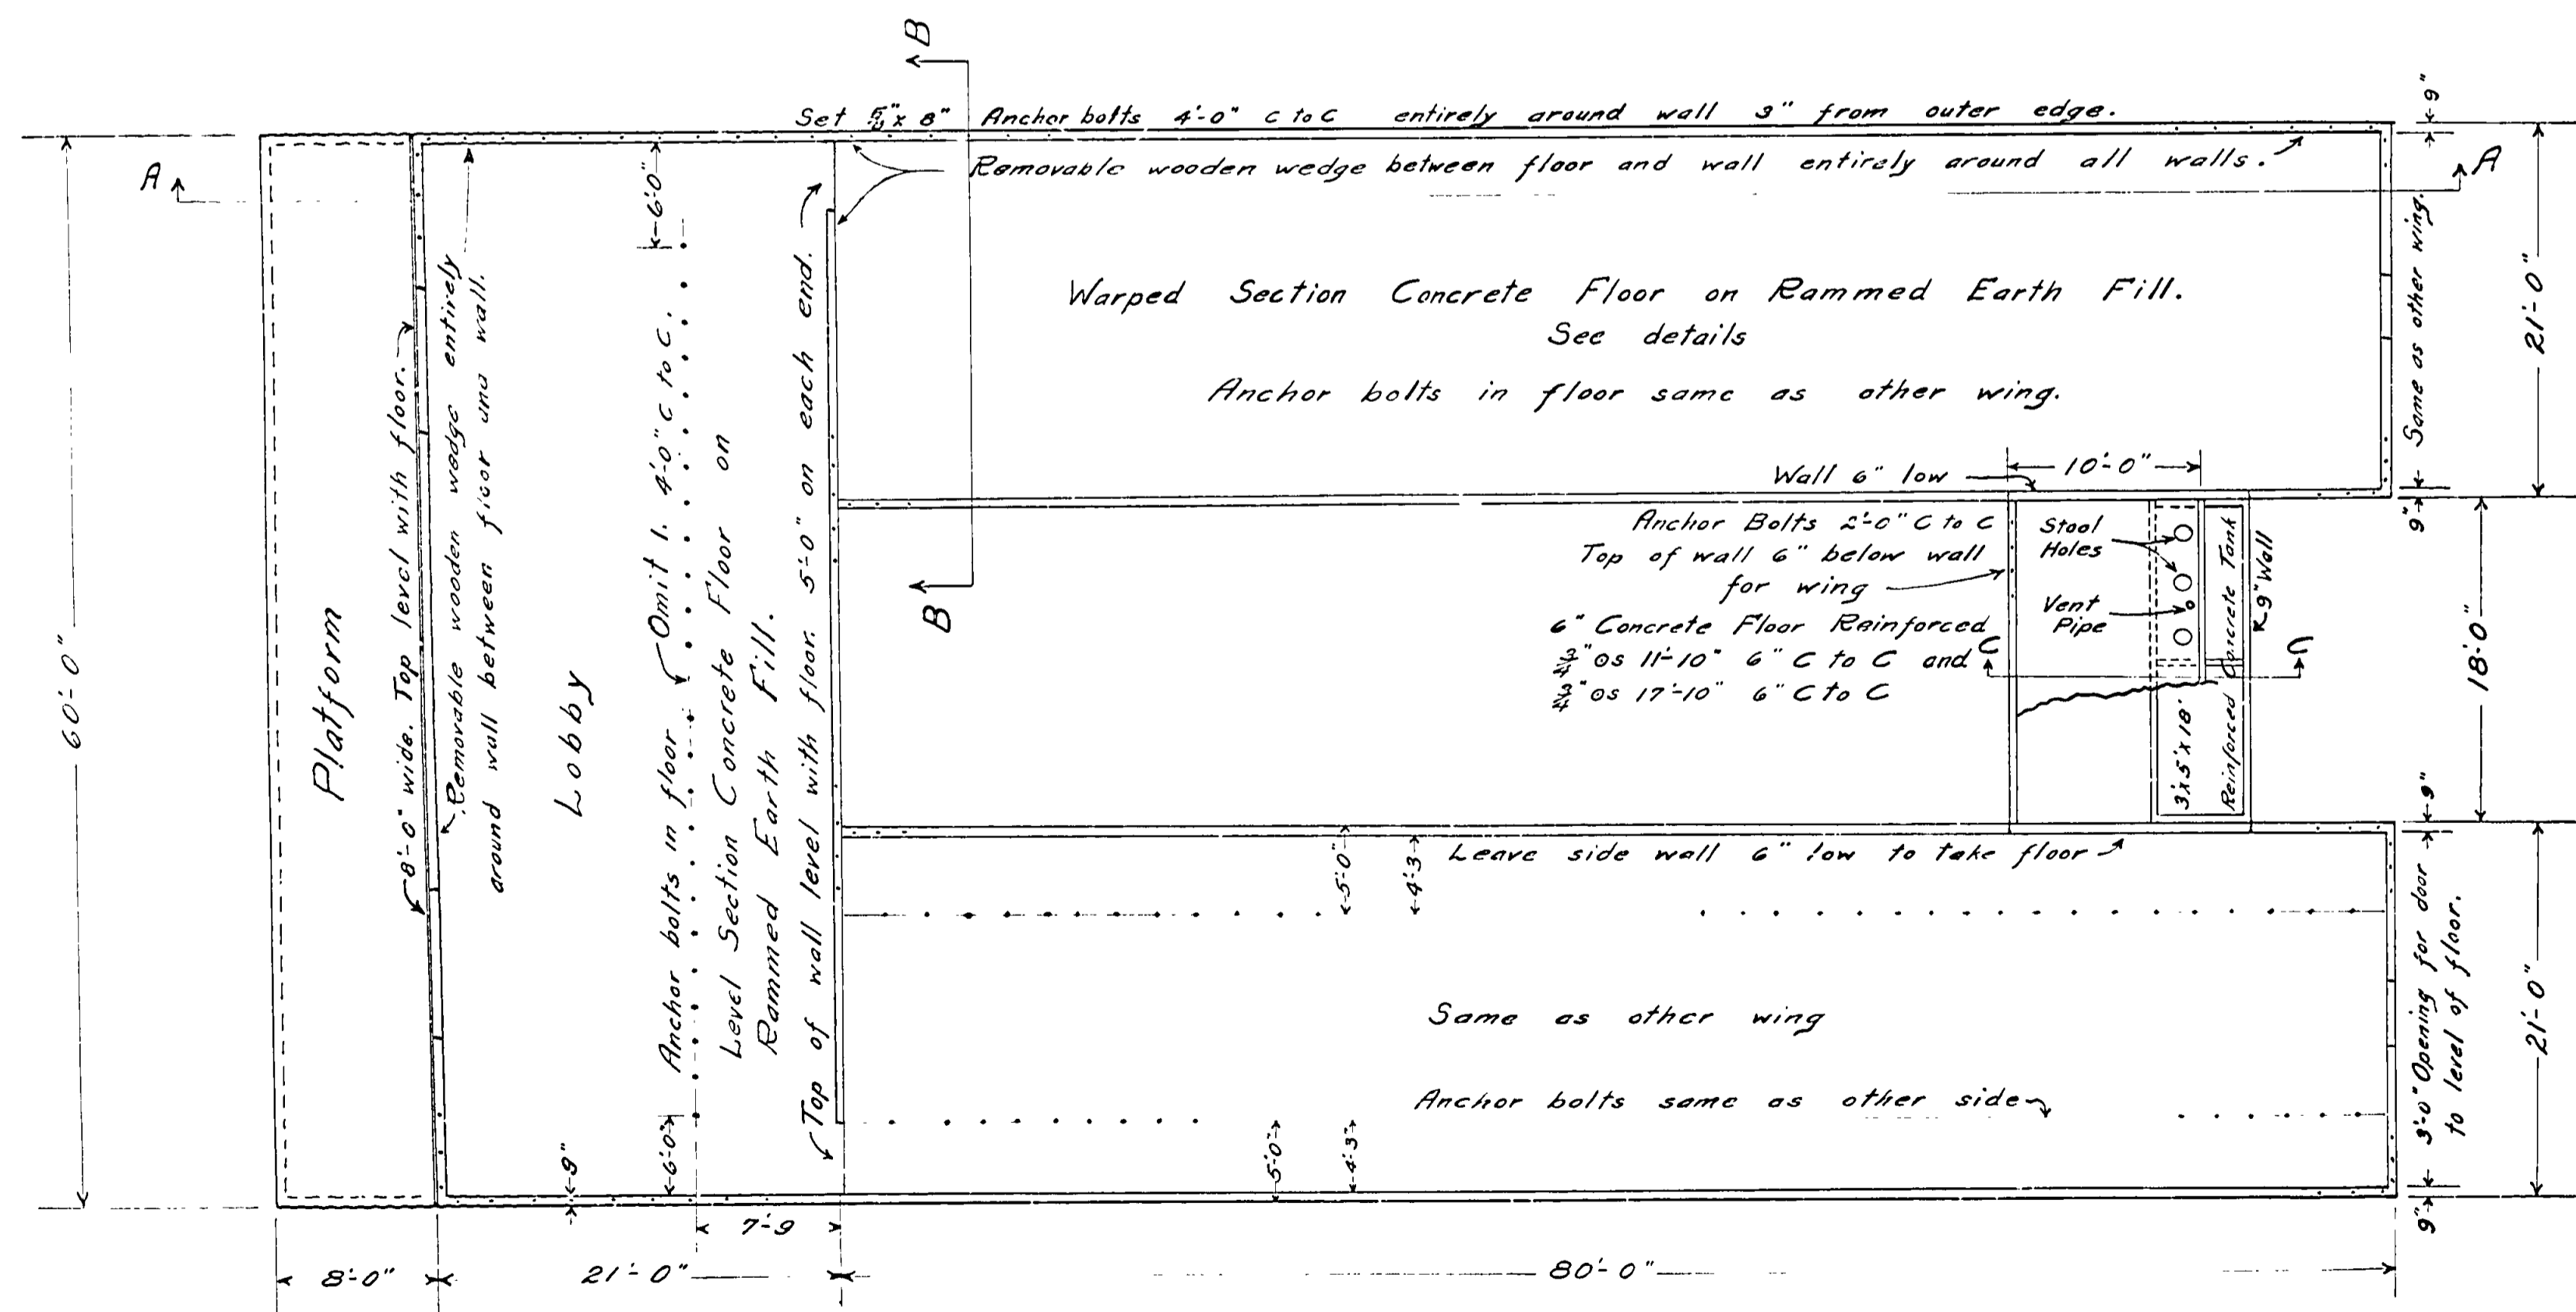 B
Set 5/8" x 8" Anchor bolts 4'-0" C to C entirely around wall 3" from outer edge.
9"
A
Removable wooden wedge between floor and wall entirely around all walls.
A
6'-0"
Same as other wing.
21'-0"
Warped Section Concrete Floor on Rammed Earth Fill.
See details
Anchor bolts in floor same as other wing.
Wall 6" low
10'-0"
9"
60'-0"
Platform
8'-0" wide. Top level with floor.
Removable wooden wedge entirely
around wall between floor and wall.
Lobby
Anchor bolts in floor
Omit 1. 4'-0" C to C.
Level Section Concrete Floor on
Rammed Earth Fill.
Top of wall level with floor. 5'-0" on each end.
B
Anchor Bolts 2'-0" C to C
Top of wall 6" below wall
for wing
6" Concrete Floor Reinforced
3/4" os 11'-10" 6" C to C and
3/4" os 17'-10" 6" C to C
Stool
Holes
Vent
Pipe
C
C
3'x5'x18'
Reinforced Concrete Tank
9" Wall
18'-0"
9"
Leave side wall 6" low to take floor
5'-0"
4'-3"
3'-0" Opening for door
to level of floor.
21'-0"
Same as other wing
Anchor bolts same as other side
5'-0"
4'-3"
6'-0"
9"
9"
7'-9
8'-0"
21'-0"
80'-0"